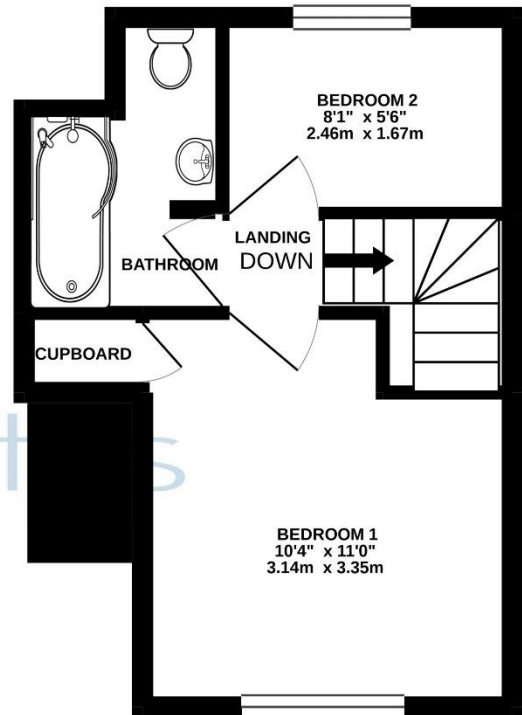 BEDROOM 2
8'1" x 5'6"
2.46m x 1.67m
LANDING
DOWN
BATHROOM
CUPBOARD
BEDROOM 1
10'4" x 11'0"
3.14m x 3.35m